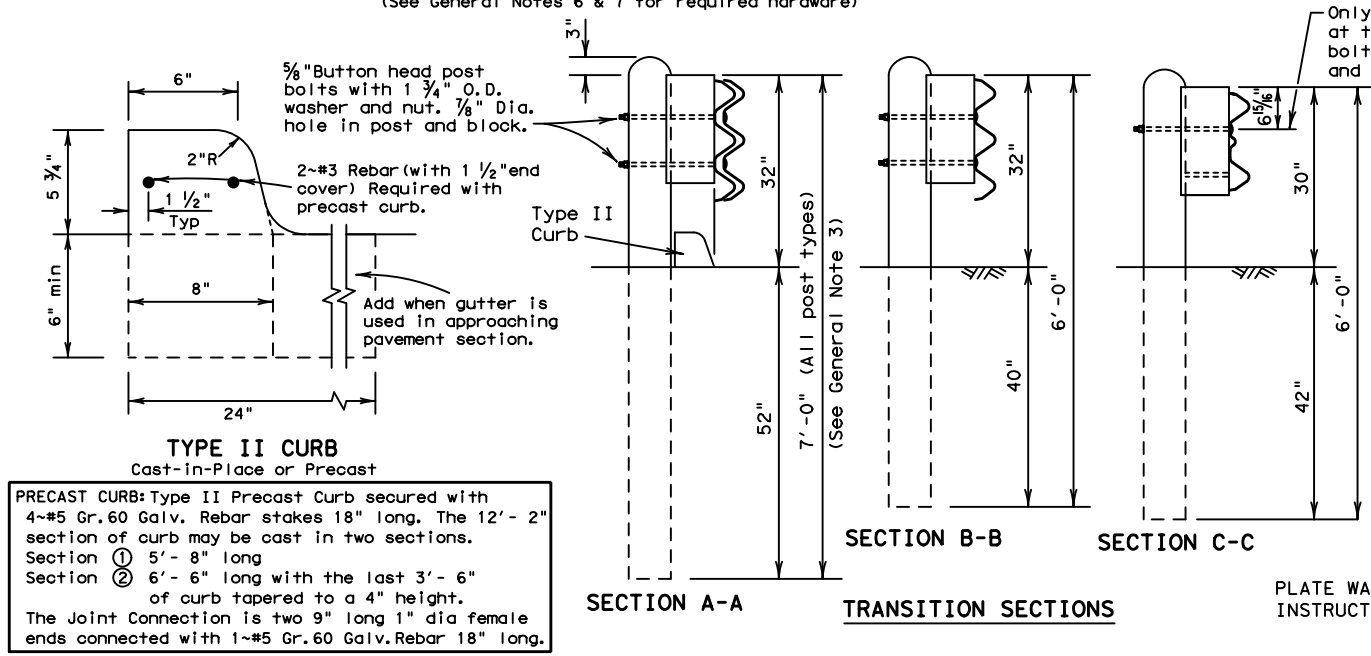 (See General Notes 6 & 7 for required hardware)
6"
5 3/4"
2"R
1 1/2"
Typ
6" min
8"
24"
5/8"Button head post
bolts with 1 3/4" O.D.
washer and nut. 7/8" Dia.
hole in post and block.
2~#3 Rebar(with 1 1/2"end
cover) Required with
precast curb.
Add when gutter is
used in approaching
pavement section.
TYPE II CURB
Cast-in-Place or Precast
PRECAST CURB: Type II Precast Curb secured with
4~#5 Gr.60 Galv. Rebar stakes 18" long. The 12'- 2"
section of curb may be cast in two sections.
Section ① 5'- 8" long
Section ② 6'- 6" long with the last 3'- 6"
of curb tapered to a 4" height.
The Joint Connection is two 9" long 1" dia female
ends connected with 1~#5 Gr.60 Galv.Rebar 18" long.
3"
Type II
Curb
32"
52"
7'-0" (All post types)
(See General Note 3)
SECTION A-A
32"
40"
6'-0"
SECTION B-B
Only
at t
bolt
and
6 15/16"
30"
42"
6'-0"
SECTION C-C
TRANSITION SECTIONS
PLATE WA
INSTRUCT